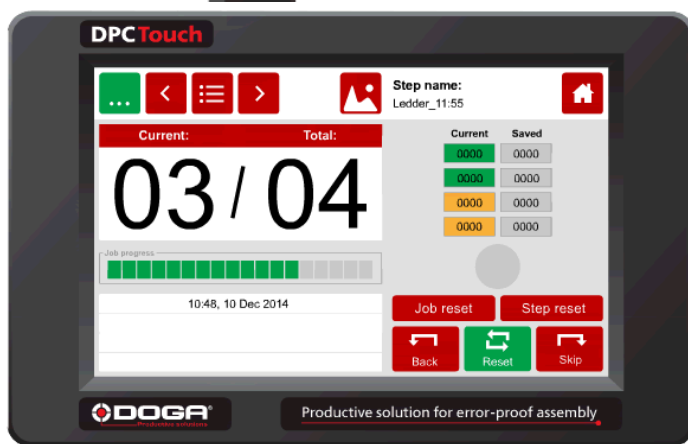 DPCTouch
...
Step name:
Ledder_11:55
Current: Total:
03 / 04
Current Saved
0000 0000
0000 0000
0000 0000
0000 0000
Job progress
10:48, 10 Dec 2014
Job reset Step reset
Back Reset Skip
DOGA®
Productive solutions
Productive solution for error-proof assembly